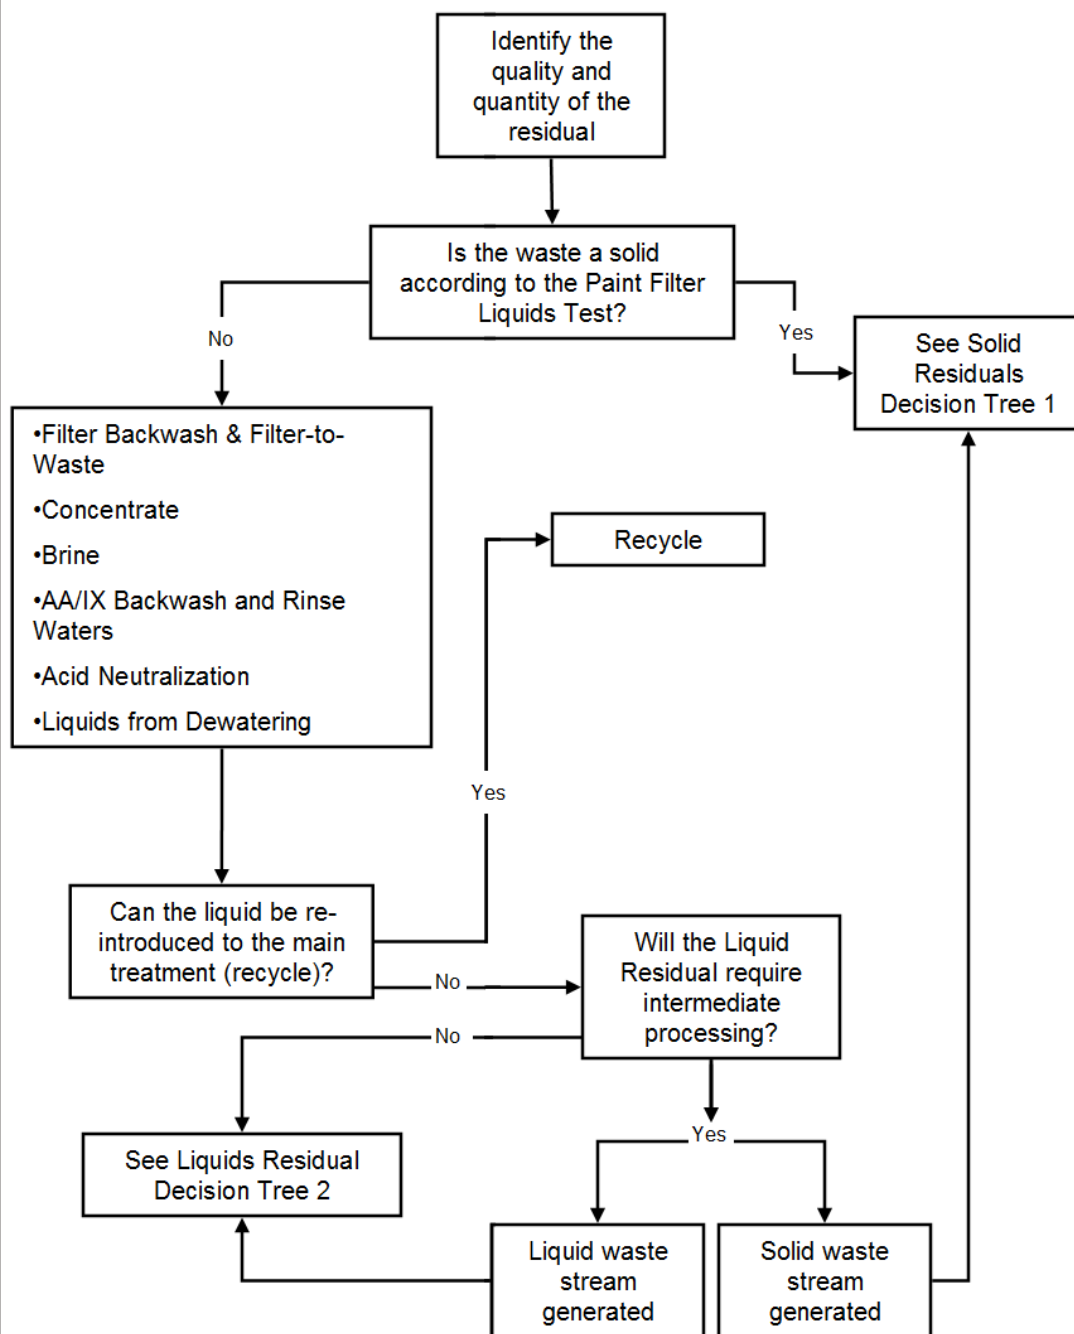 Identify the
quality and
quantity of the
residual
Is the waste a solid
according to the Paint Filter
Liquids Test?
No
Yes
See Solid
Residuals
Decision Tree 1
•Filter Backwash & Filter-to-
Waste
•Concentrate
•Brine
•AA/IX Backwash and Rinse
Waters
•Acid Neutralization
•Liquids from Dewatering
Recycle
Yes
Can the liquid be re-
introduced to the main
treatment (recycle)?
No
Will the Liquid
Residual require
intermediate
processing?
No
Yes
See Liquids Residual
Decision Tree 2
Liquid waste
stream
generated
Solid waste
stream
generated